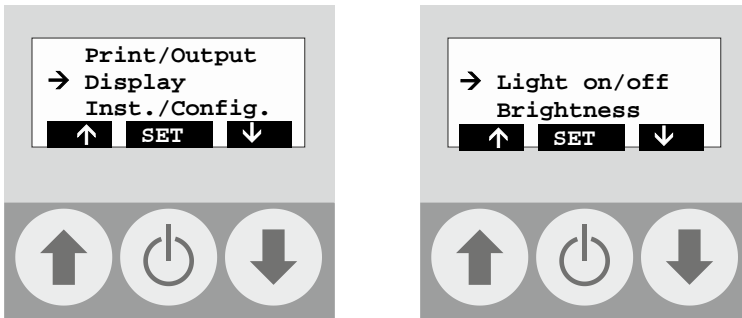 Print/Output
→ Display
Inst./Config.
↑ SET ↓
→ Light on/off
Brightness
↑ SET ↓